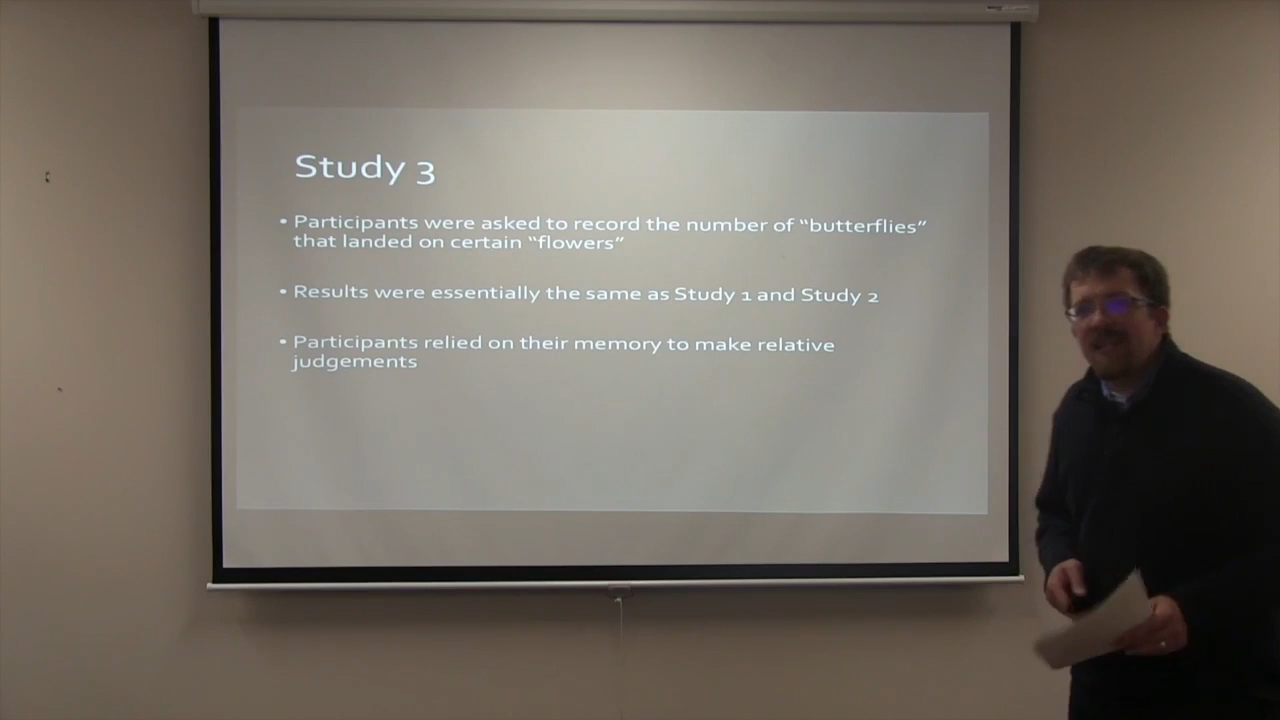 Study 3
• Participants were asked to record the number of “butterflies”
that landed on certain “flowers”
• Results were essentially the same as Study 1 and Study 2
• Participants relied on their memory to make relative
judgements